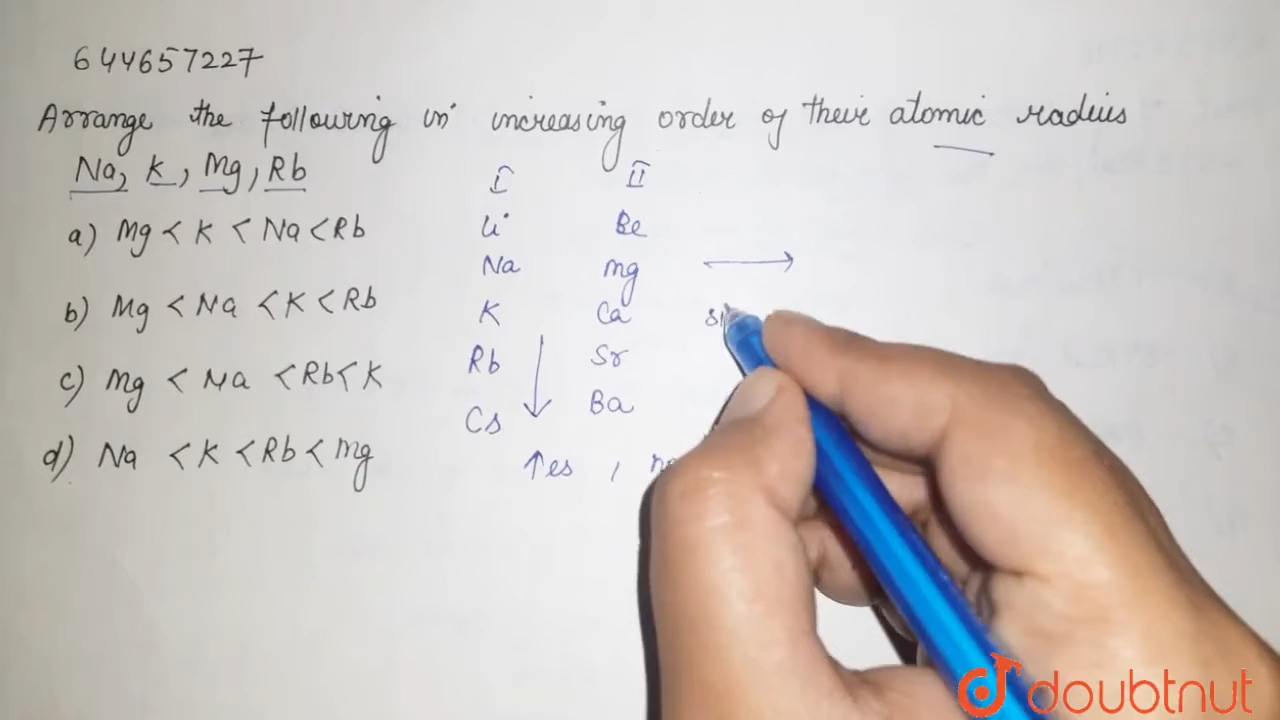 644657227
Arrange the following in increasing order of their atomic radius
Na, K, Mg, Rb
a) Mg < K < Na < Rb
b) Mg < Na < K < Rb
c) Mg < Na < Rb < K
d) Na < K < Rb < Mg
I II
Li Be
Na Mg
K Ca
Rb Sr
Cs Ba
↑es ,
doubtnut